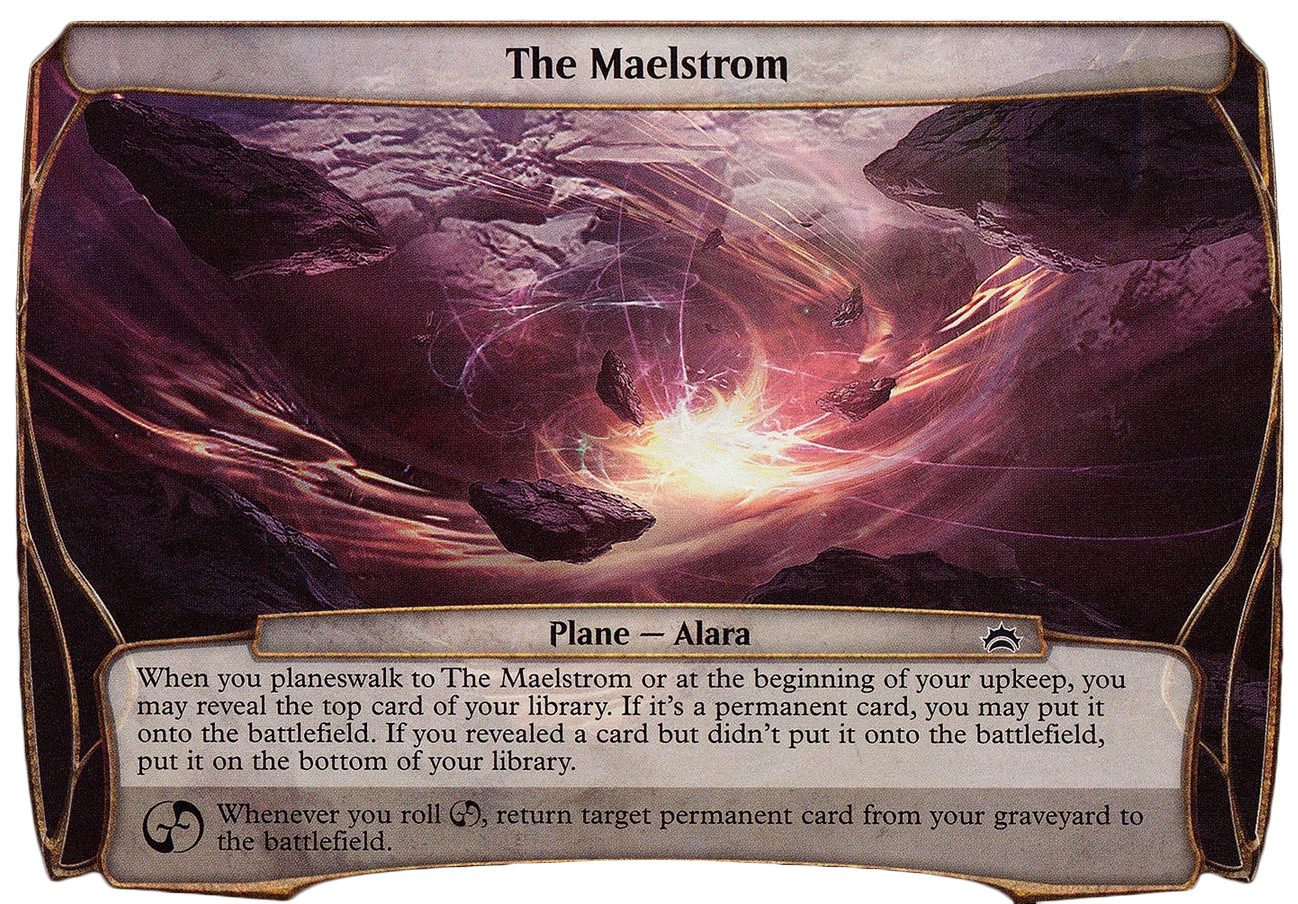 The Maelstrom
Plane — Alara
When you planeswalk to The Maelstrom or at the beginning of your upkeep, you
may reveal the top card of your library. If it's a permanent card, you may put it
onto the battlefield. If you revealed a card but didn't put it onto the battlefield,
put it on the bottom of your library.
Whenever you roll , return target permanent card from your graveyard to
the battlefield.